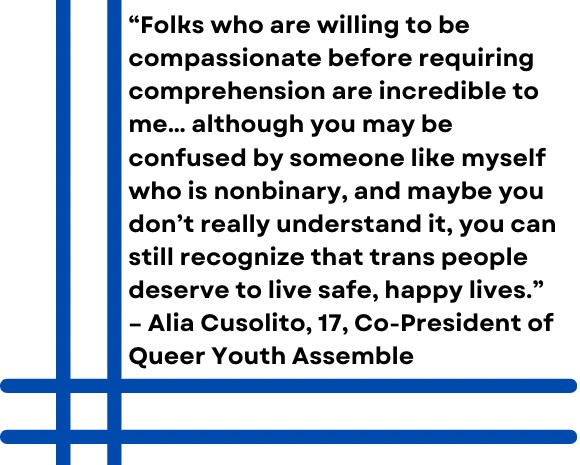 “Folks who are willing to be
compassionate before requiring
comprehension are incredible to
me... although you may be
confused by someone like myself
who is nonbinary, and maybe you
don’t really understand it, you can
still recognize that trans people
deserve to live safe, happy lives.”
– Alia Cusolito, 17, Co-President of
Queer Youth Assemble